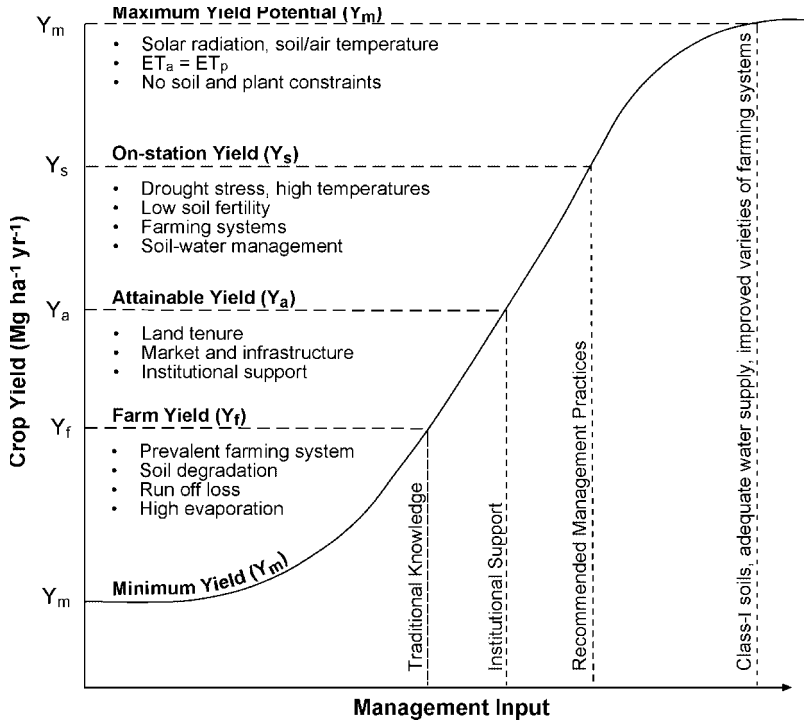 Maximum Yield Potential (Yₘ)
Yₘ
• Solar radiation, soil/air temperature
• ETₐ = ETₚ
• No soil and plant constraints
On-station Yield (Yₛ)
Yₛ
• Drought stress, high temperatures
• Low soil fertility
• Farming systems
• Soil-water management
Attainable Yield (Yₐ)
Yₐ
• Land tenure
• Market and infrastructure
• Institutional support
Farm Yield (Y_f)
Y_f
• Prevalent farming system
• Soil degradation
• Run off loss
• High evaporation
Minimum Yield (Yₘ)
Yₘ
Crop Yield (Mg ha⁻¹ yr⁻¹)
Traditional Knowledge
Institutional Support
Recommended Management Practices
Class-I soils, adequate water supply, improved varieties of farming systems
Management Input